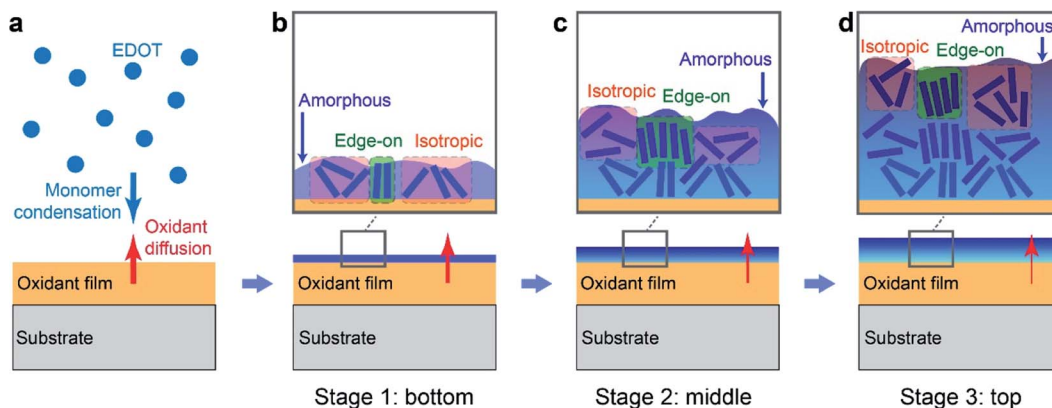 a
EDOT
Monomer
condensation
Oxidant
diffusion
Oxidant film
Substrate
b
Amorphous
Edge-on
Isotropic
Oxidant film
Substrate
Stage 1: bottom
c
Amorphous
Isotropic
Edge-on
Oxidant film
Substrate
Stage 2: middle
d
Amorphous
Isotropic
Edge-on
Oxidant film
Substrate
Stage 3: top